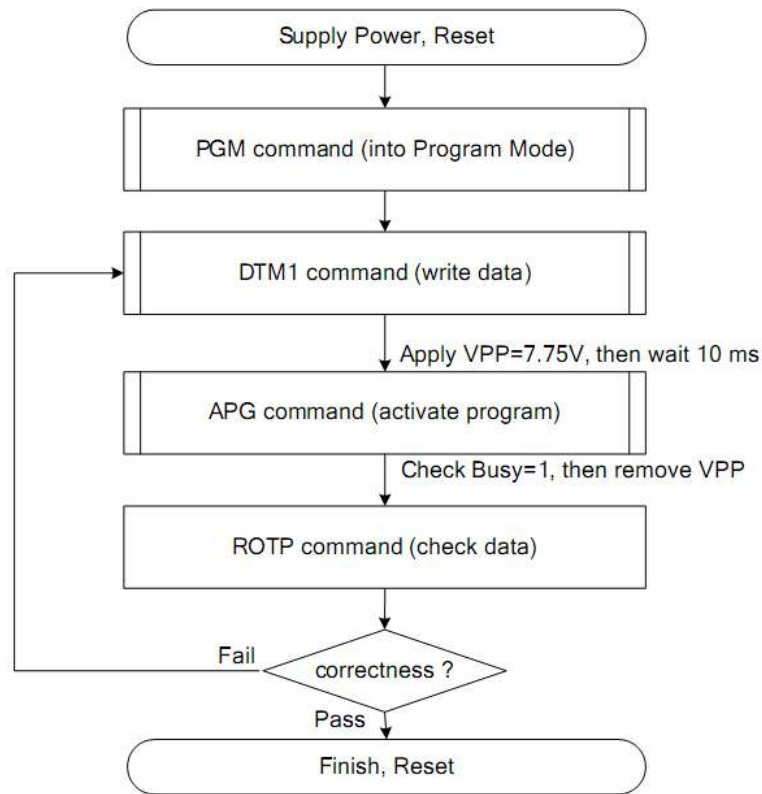 Supply Power, Reset
PGM command (into Program Mode)
DTM1 command (write data)
Apply VPP=7.75V, then wait 10 ms
APG command (activate program)
Check Busy=1, then remove VPP
ROTP command (check data)
Fail
correctness ?
Pass
Finish, Reset